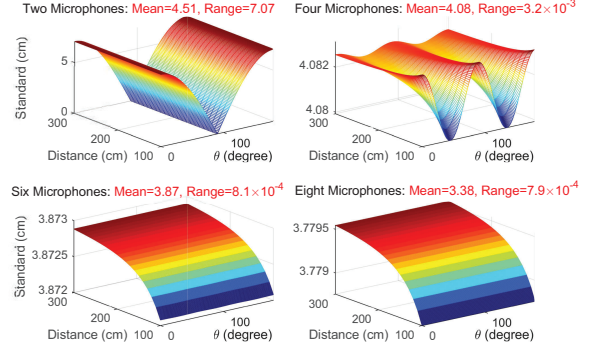 Two Microphones: Mean=4.51, Range=7.07
Standard (cm)
5
0
300
200
100
Distance (cm)
0
100
θ (degree)
Four Microphones: Mean=4.08, Range=3.2×10⁻³
4.082
4.08
300
200
100
Distance (cm)
0
100
θ (degree)
Six Microphones: Mean=3.87, Range=8.1×10⁻⁴
Standard (cm)
3.873
3.8725
3.872
300
200
100
Distance (cm)
0
100
θ (degree)
Eight Microphones: Mean=3.38, Range=7.9×10⁻⁴
3.7795
3.779
300
200
100
Distance (cm)
0
100
θ (degree)